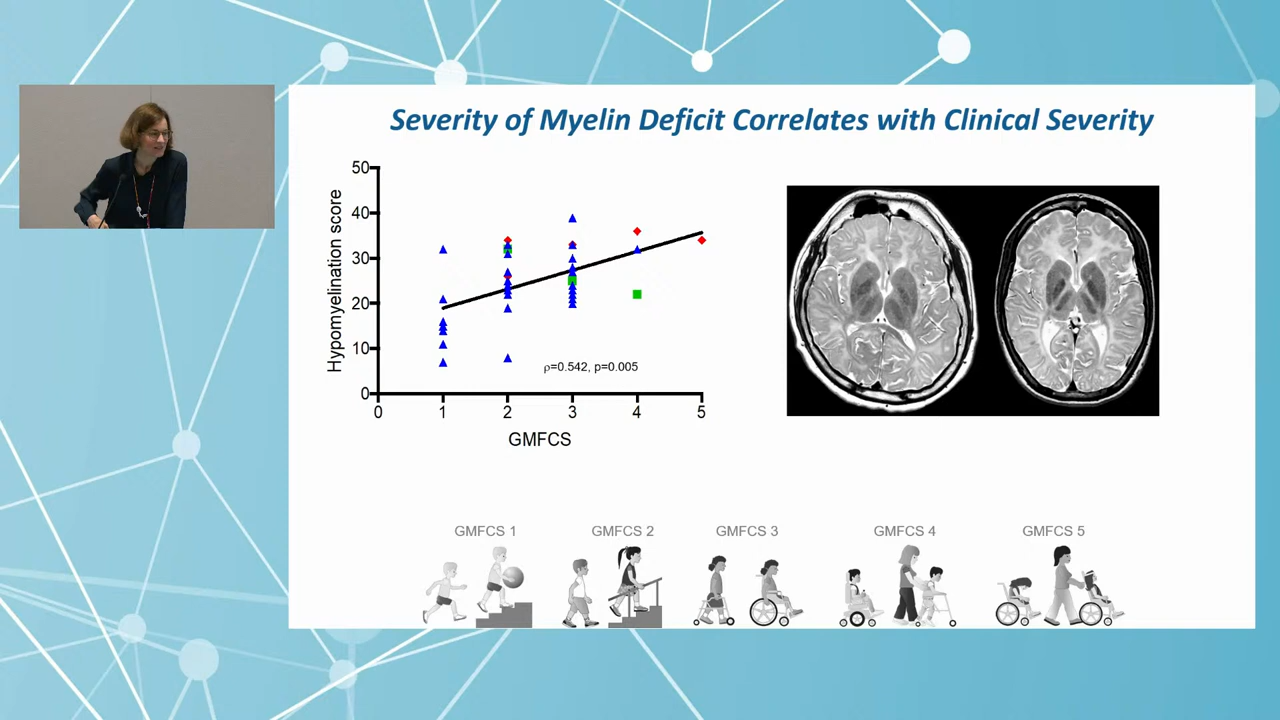 Severity of Myelin Deficit Correlates with Clinical Severity
Hypomyelination score
50
40
30
20
10
0
0 1 2 3 4 5
ρ=0.542, p=0.005
GMFCS
GMFCS 1 GMFCS 2 GMFCS 3 GMFCS 4 GMFCS 5